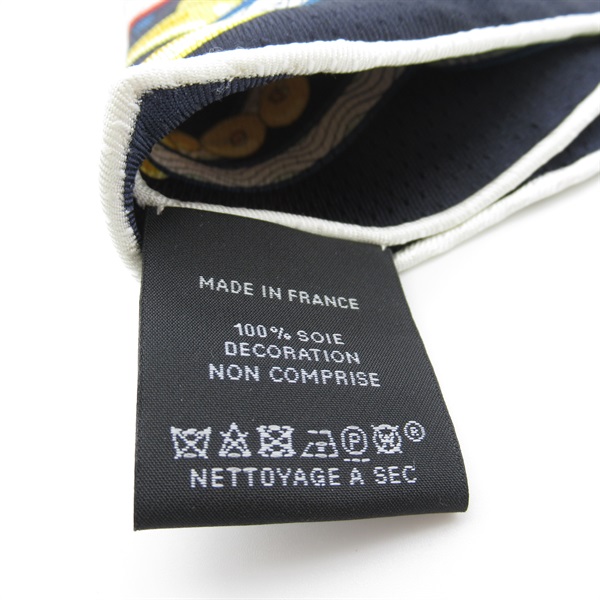 MADE IN FRANCE
100% SOIE
DECORATION
NON COMPRISE
P W ®
NETTOYAGE A SEC